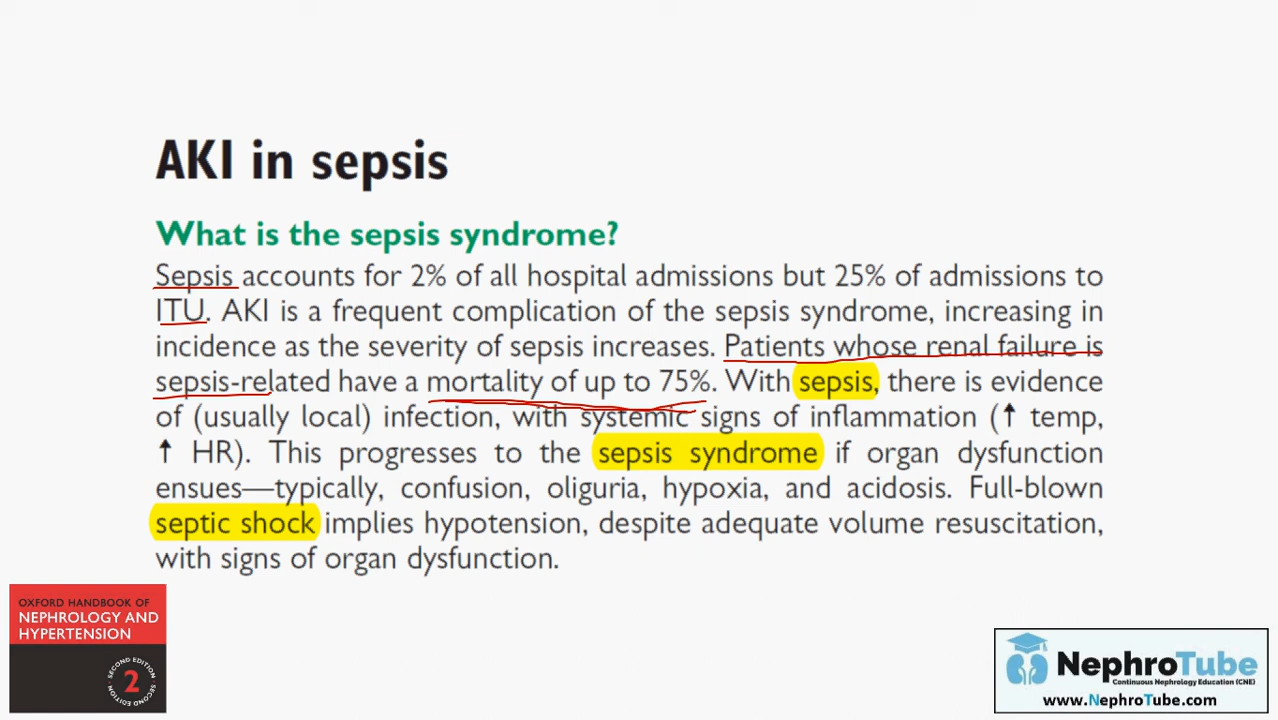 AKI in sepsis
What is the sepsis syndrome?
Sepsis accounts for 2% of all hospital admissions but 25% of admissions to
ITU. AKI is a frequent complication of the sepsis syndrome, increasing in
incidence as the severity of sepsis increases. Patients whose renal failure is
sepsis-related have a mortality of up to 75%. With sepsis, there is evidence
of (usually local) infection, with systemic signs of inflammation (↑ temp,
↑ HR). This progresses to the sepsis syndrome if organ dysfunction
ensues—typically, confusion, oliguria, hypoxia, and acidosis. Full-blown
septic shock implies hypotension, despite adequate volume resuscitation,
with signs of organ dysfunction.
OXFORD HANDBOOK OF
NEPHROLOGY AND
HYPERTENSION
SECOND EDITION
2
SECOND EDITION
NephroTube
Continuous Nephrology Education (CNE)
www.NephroTube.com